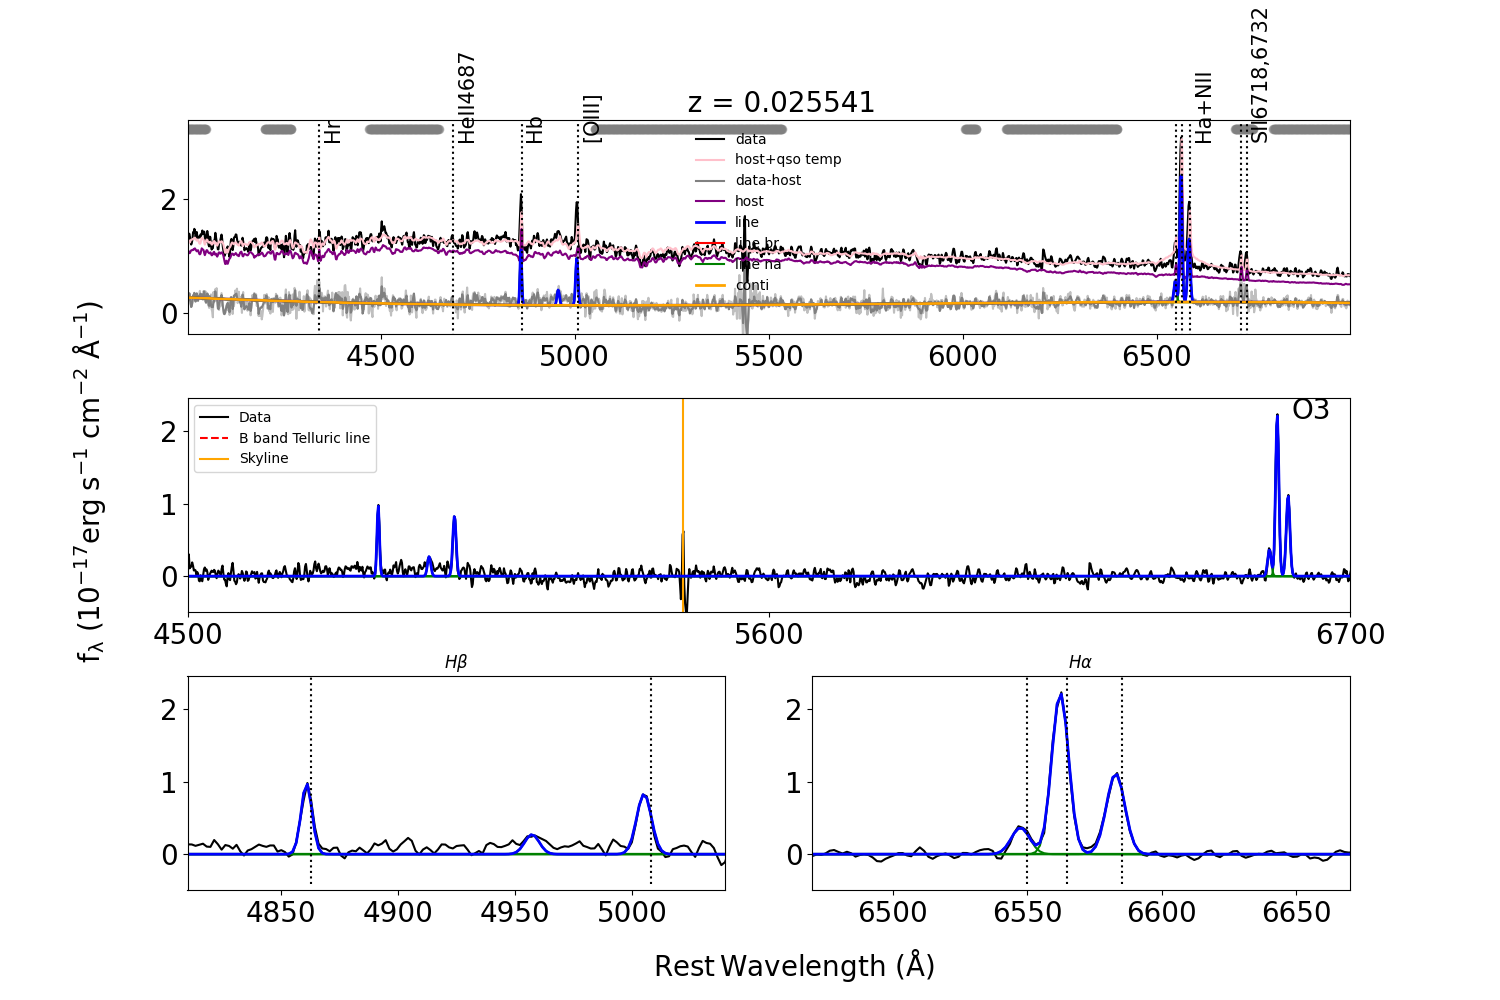 z = 0.025541
Hr
HeII4687
Hb
[OIII]
Ha+NII
SII6718,6732
data
host+qso temp
data-host
host
line
line br
line na
conti
2
0
4500 5000 5500 6000 6500
fλ (10⁻¹⁷erg s⁻¹ cm⁻² Å⁻¹)
Data
B band Telluric line
Skyline
O3
2
1
0
4500 5600 6700
Hβ
2
1
0
4850 4900 4950 5000
Hα
2
1
0
6500 6550 6600 6650
Rest Wavelength (Å)